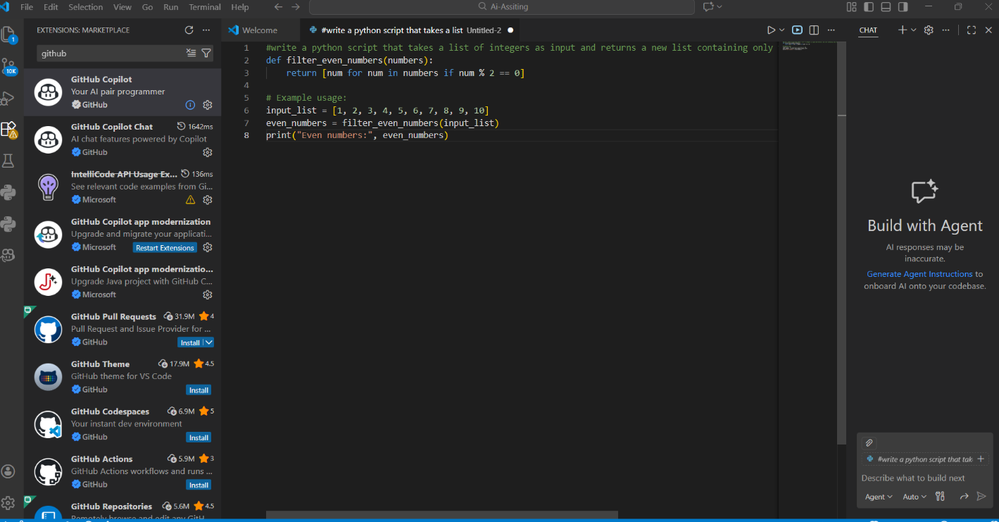 File Edit Selection View Go Run Terminal Help
Ai-Assiting
EXTENSIONS: MARKETPLACE
github
1
10K
GitHub Copilot
Your AI pair programmer
GitHub
GitHub Copilot Chat 1642ms
AI chat features powered by Copilot
GitHub
IntelliCode API Usage Ex... 136ms
See relevant code examples from Gi...
Microsoft
GitHub Copilot app modernization
Upgrade and migrate your applicati...
Microsoft Restart Extensions
GitHub Copilot app modernizatio...
Upgrade Java project with GitHub C...
Microsoft
GitHub Pull Requests 31.9M 4
Pull Request and Issue Provider for ...
GitHub Install
GitHub Theme 17.9M 4.5
GitHub theme for VS Code
GitHub Install
GitHub Codespaces 6.9M 5
Your instant dev environment
GitHub Install
GitHub Actions 5.9M 3
GitHub Actions workflows and runs ...
GitHub Install
GitHub Repositories 5.6M 4.5
Remotely browse and edit any GitH...
Welcome #write a python script that takes a list Untitled-2
1 #write a python script that takes a list of integers as input and returns a new list containing only
2 def filter_even_numbers(numbers):
3 return [num for num in numbers if num % 2 == 0]
4
5 # Example usage:
6 input_list = [1, 2, 3, 4, 5, 6, 7, 8, 9, 10]
7 even_numbers = filter_even_numbers(input_list)
8 print("Even numbers:", even_numbers)
CHAT
Build with Agent
AI responses may be
inaccurate.
Generate Agent Instructions to
onboard AI onto your codebase.
#write a python script that tak
Describe what to build next
Agent Auto